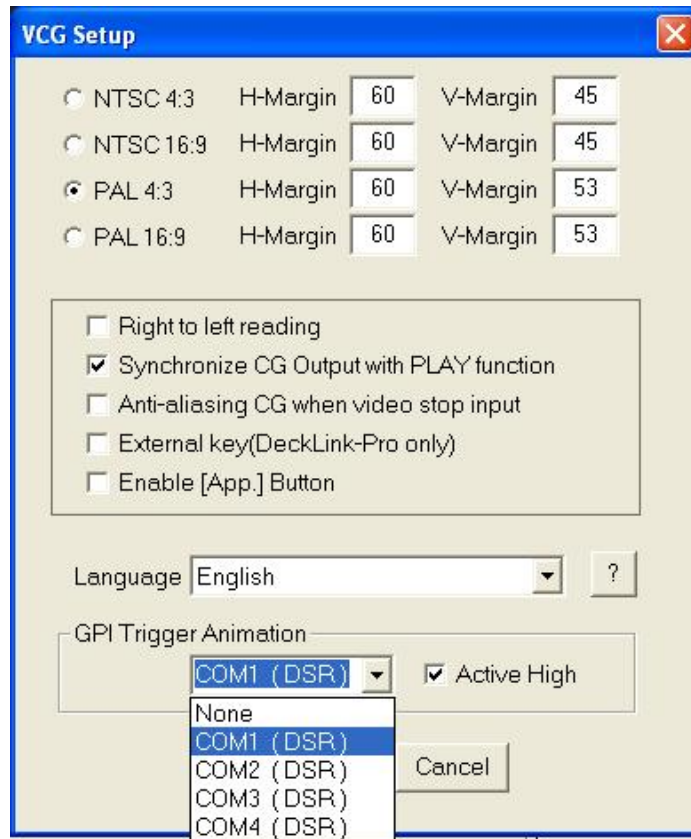 VCG Setup
NTSC 4:3 H-Margin 60 V-Margin 45
NTSC 16:9 H-Margin 60 V-Margin 45
PAL 4:3 H-Margin 60 V-Margin 53
PAL 16:9 H-Margin 60 V-Margin 53
Right to left reading
Synchronize CG Output with PLAY function
Anti-aliasing CG when video stop input
External key(DeckLink-Pro only)
Enable [App.] Button
Language English ?
GPI Trigger Animation
COM1 (DSR) Active High
None
COM1 (DSR)
COM2 (DSR)
COM3 (DSR)
COM4 (DSR)
Cancel